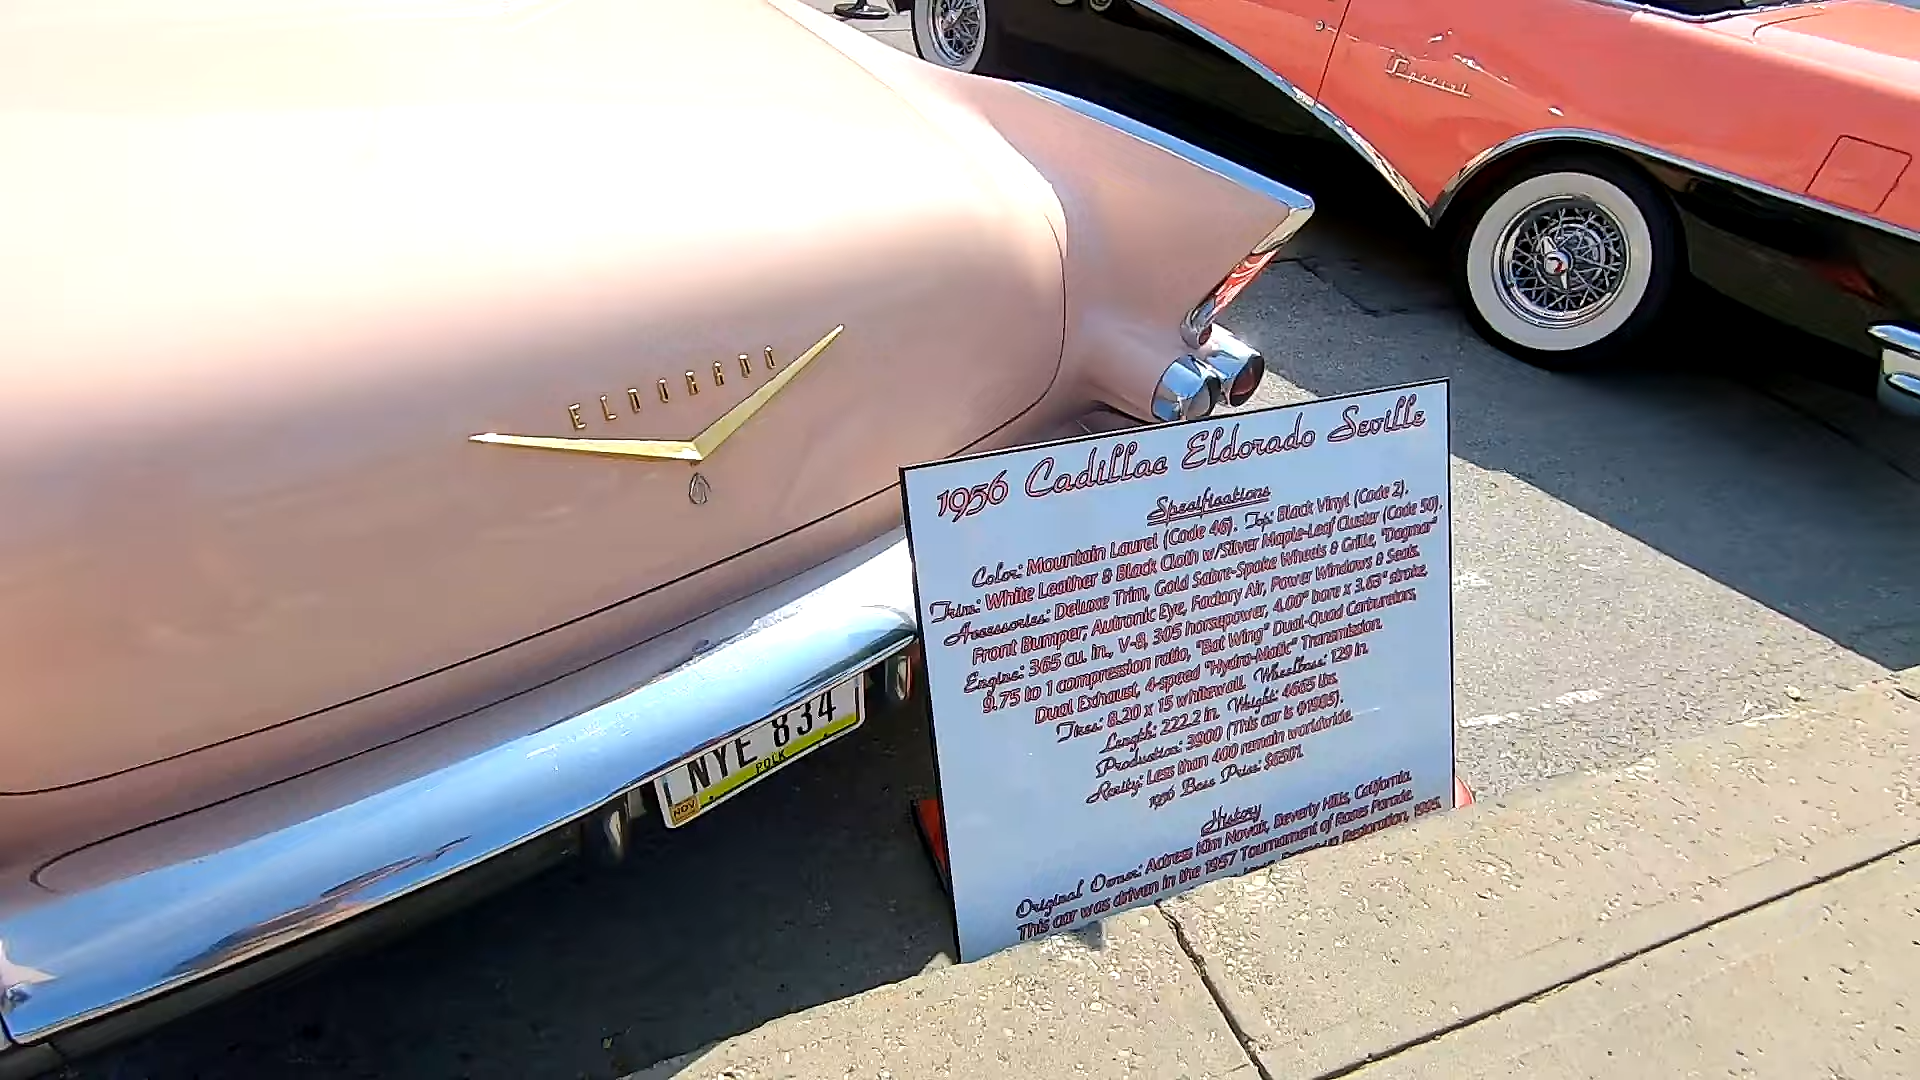 Special
ELDORADO
1956 Cadillac Eldorado Seville
Specifications
Color: Mountain Laurel (Code 46). Top: Black Vinyl (Code 2).
Trim: White Leather & Black Cloth w/Silver Maple-Leaf Cluster (Code 50).
Accessories: Deluxe Trim, Gold Sabre-Spoke Wheels & Grille, "Dagmar"
Front Bumper, Autronic Eye, Factory Air, Power Windows & Seats.
Engine: 365 cu. in., V-8, 305 horsepower, 4.00" bore x 3.63" stroke,
9.75 to 1 compression ratio, "Bat Wing" Dual-Quad Carburetors,
Dual Exhaust, 4-speed "Hydra-Matic" Transmission.
Tires: 8.20 x 15 whitewall. Wheelbase: 129 in.
Length: 222.2 in. Weight: 4665 lbs.
Production: 3900 (This car is #1985).
Rarity: Less than 400 remain worldwide.
1956 Base Price: $6501.
History
Original Owner: Actress Kim Novak, Beverly Hills, California.
This car was driven in the 1957 Tournament of Roses Parade.
Restoration, 1995.
NYE 834
POLK
NOV